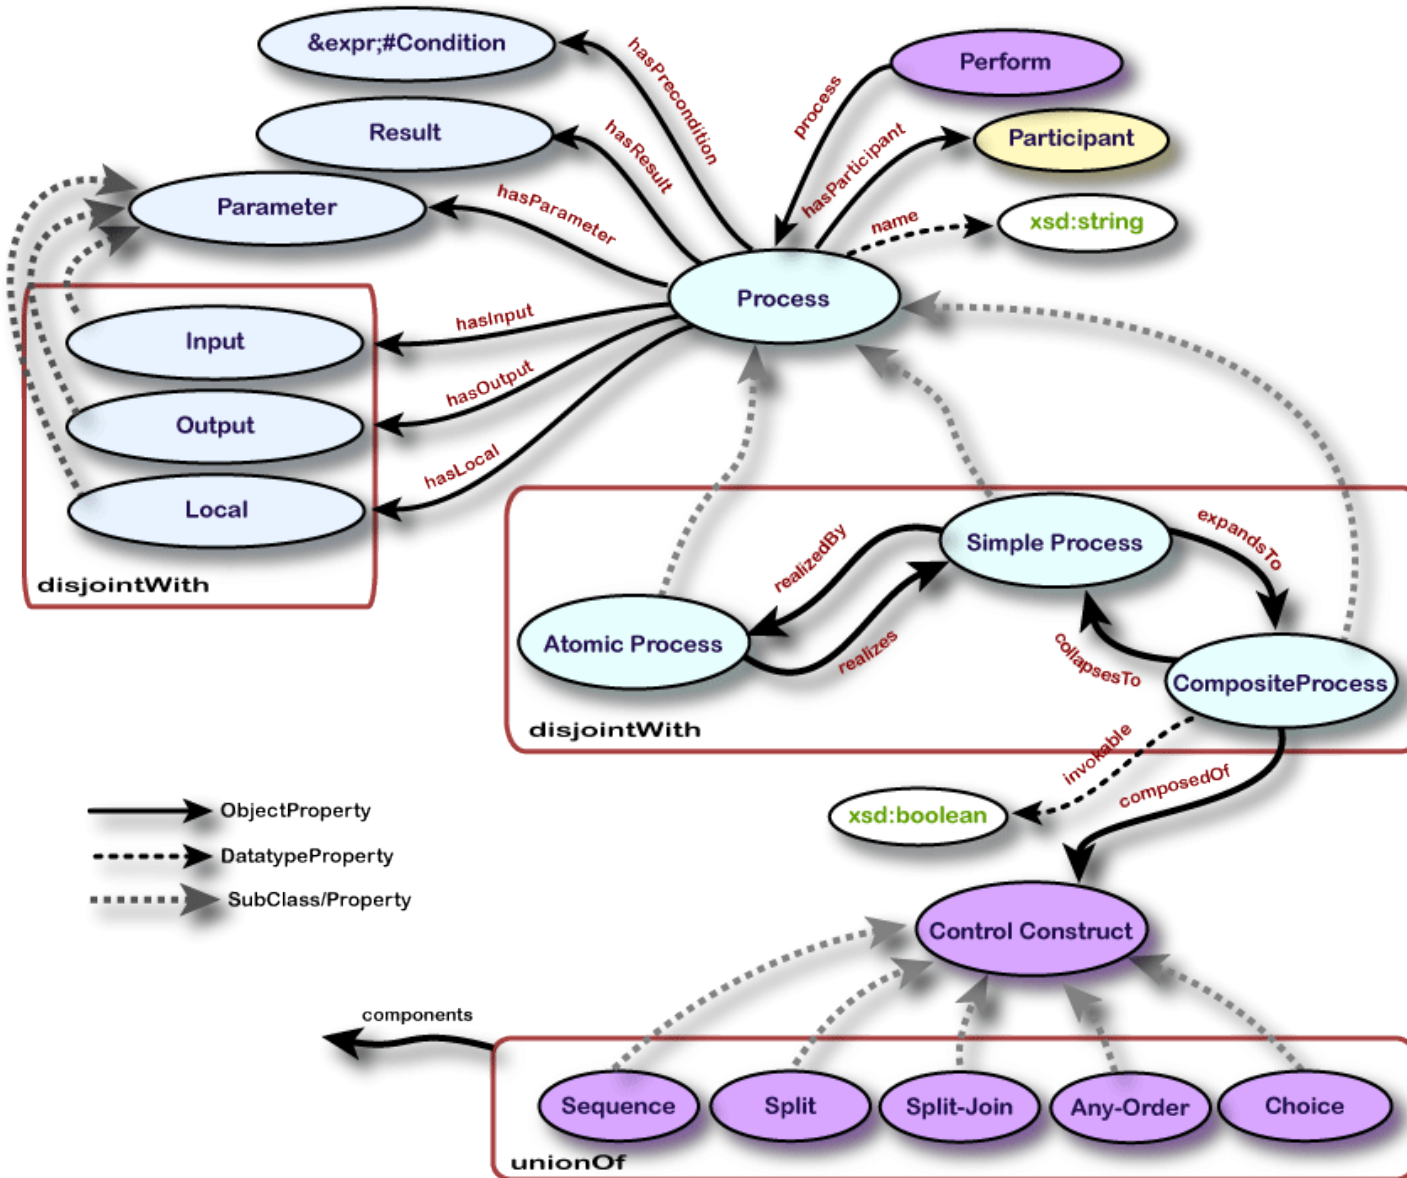 &expr;#Condition
hasPrecondition
Perform
process
Result
hasResult
hasParticipant
Participant
Parameter
hasParameter
name
xsd:string
Process
Input
hasInput
Output
hasOutput
Local
hasLocal
disjointWith
Simple Process
expandsTo
realizedBy
Atomic Process
realizes
collapsesTo
CompositeProcess
disjointWith
invokable
composedOf
xsd:boolean
ObjectProperty
DatatypeProperty
SubClass/Property
Control Construct
components
Sequence
Split
Split-Join
Any-Order
Choice
unionOf